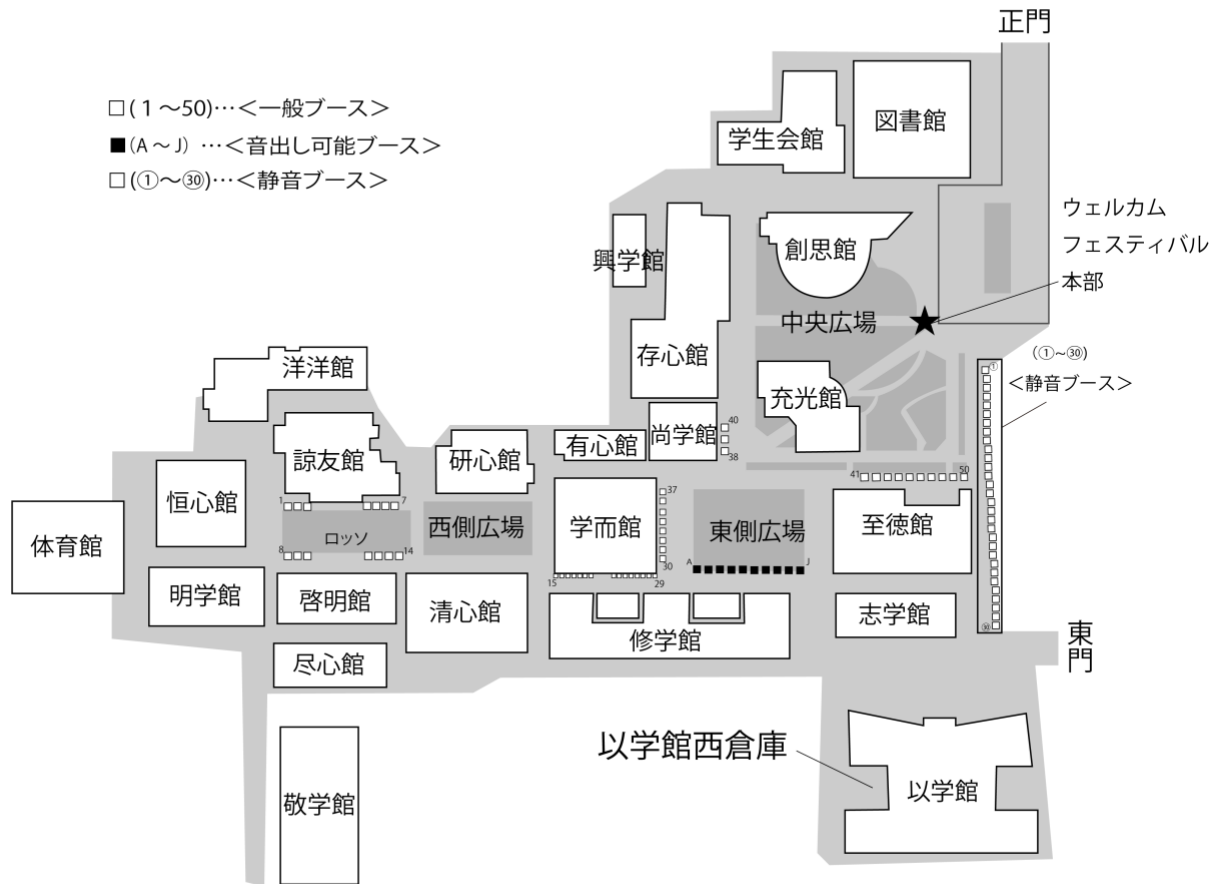 正門
□(1～50)…＜一般ブース＞
■(A～J) …＜音出し可能ブース＞
□(①～㉚)…＜静音ブース＞
図書館
学生会館
ウェルカム
フェスティバル
本部
創思館
興学館
中央広場
存心館
(①～㉚)
＜静音ブース＞
①
洋洋館
充光館
尚学館
40
38
有心館
研心館
諒友館
恒心館
体育館
1
7
ロッソ
8
14
西側広場
学而館
37
30
15
29
東側広場
A
J
41
50
至徳館
明学館
啓明館
清心館
修学館
志学館
㉚
東門
尽心館
以学館西倉庫
以学館
敬学館